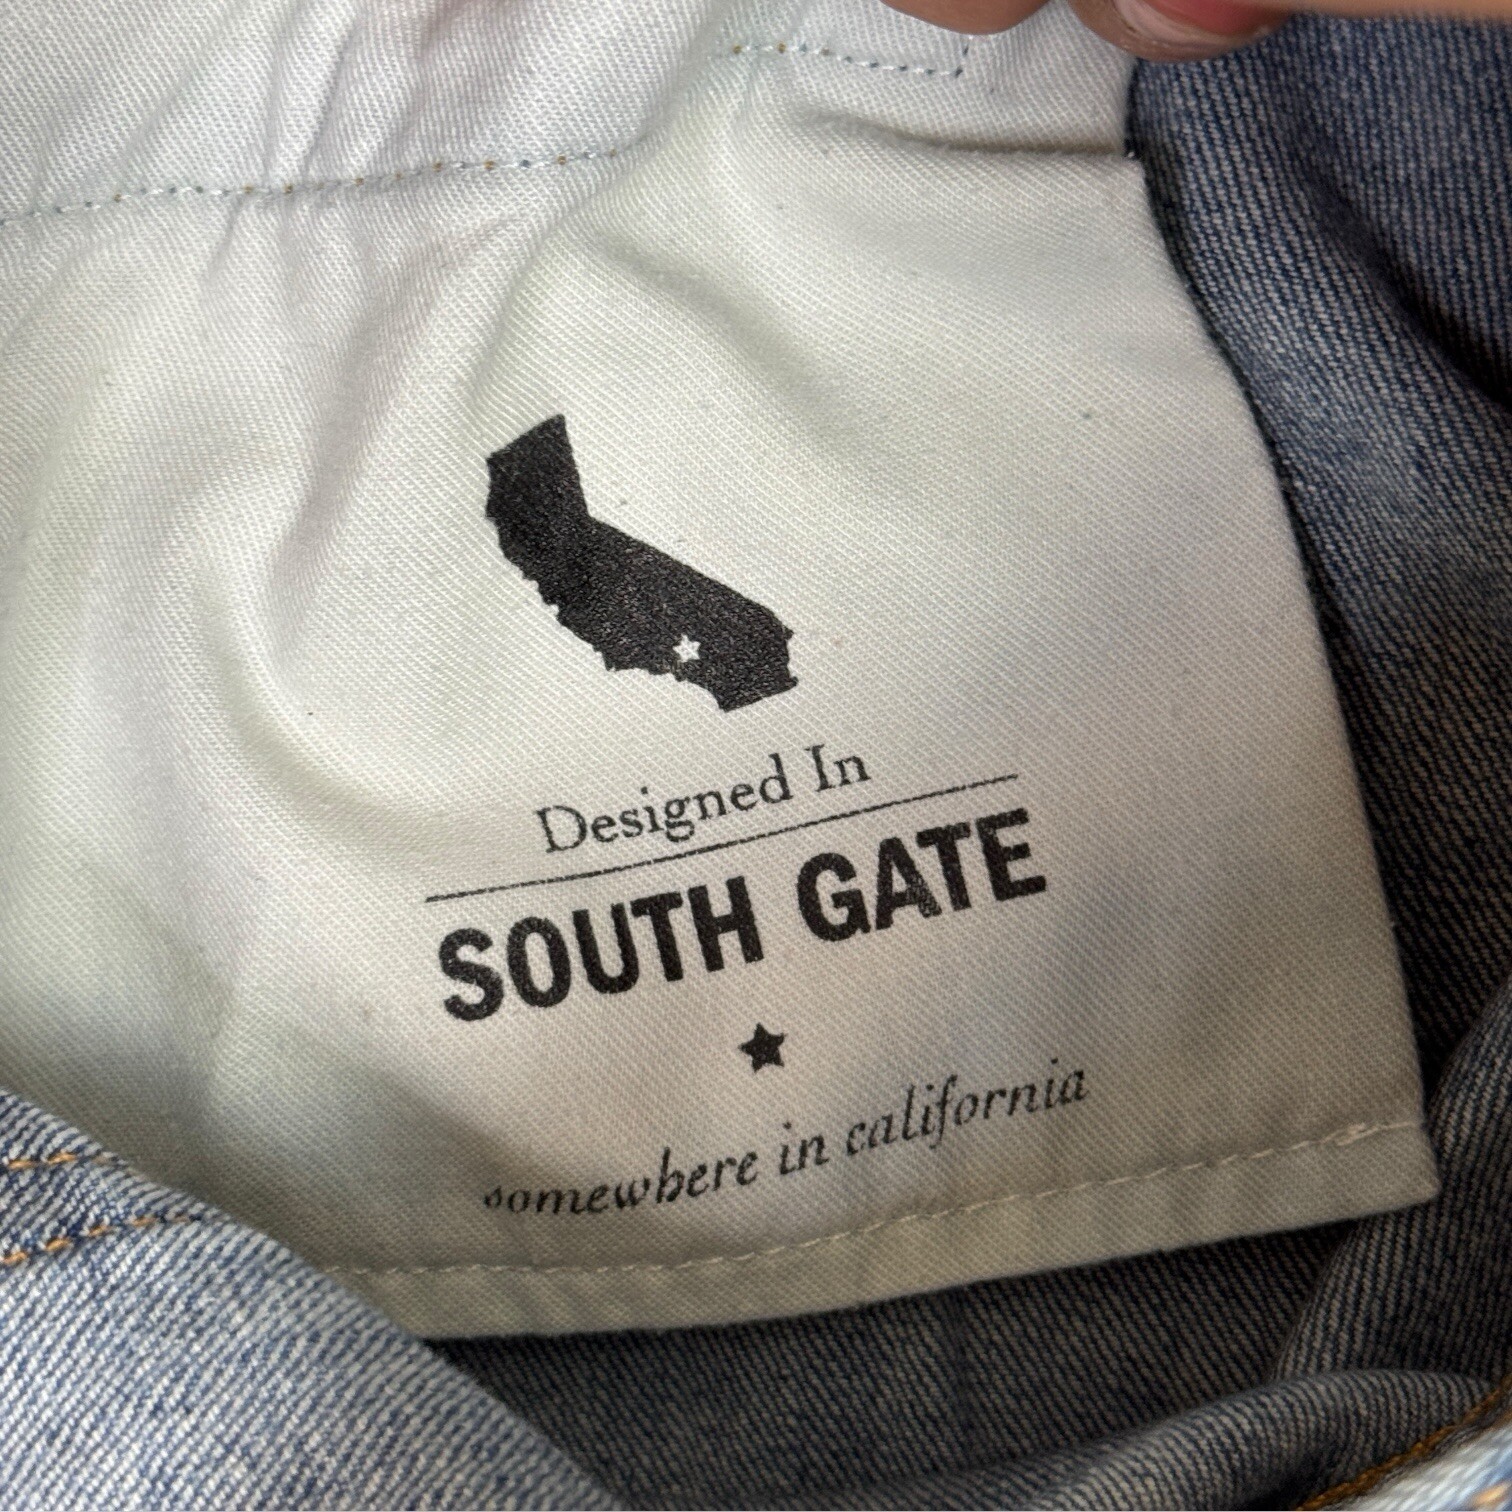 Designed In
SOUTH GATE
somewhere in california